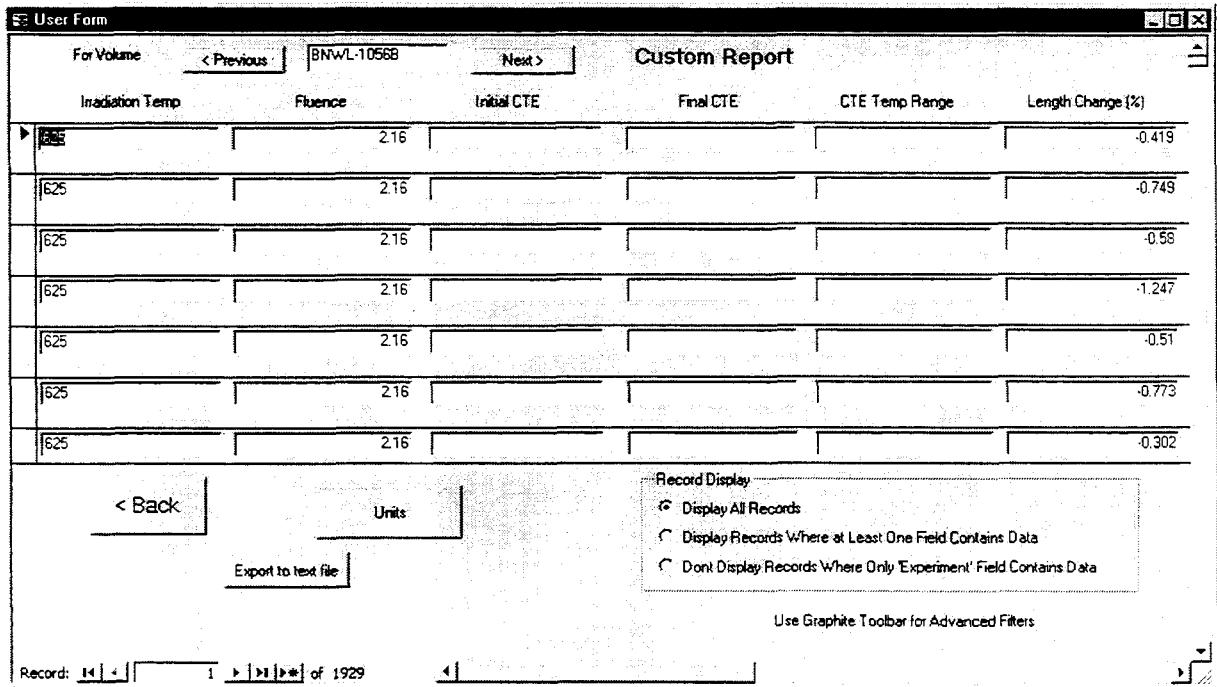 User Form
For Volume < Previous BNWL-1056B Next > Custom Report
Irradiation Temp Fluence Initial CTE Final CTE CTE Temp Range Length Change (%)
625 2.16 -0.419
625 2.16 -0.749
625 2.16 -0.58
625 2.16 -1.247
625 2.16 -0.51
625 2.16 -0.773
625 2.16 -0.302
Record Display
< Back Units Display All Records
Display Records Where at Least One Field Contains Data
Export to text file Dont Display Records Where Only 'Experiment' Field Contains Data
Use Graphite Toolbar for Advanced Filters
Record: 1 of 1929